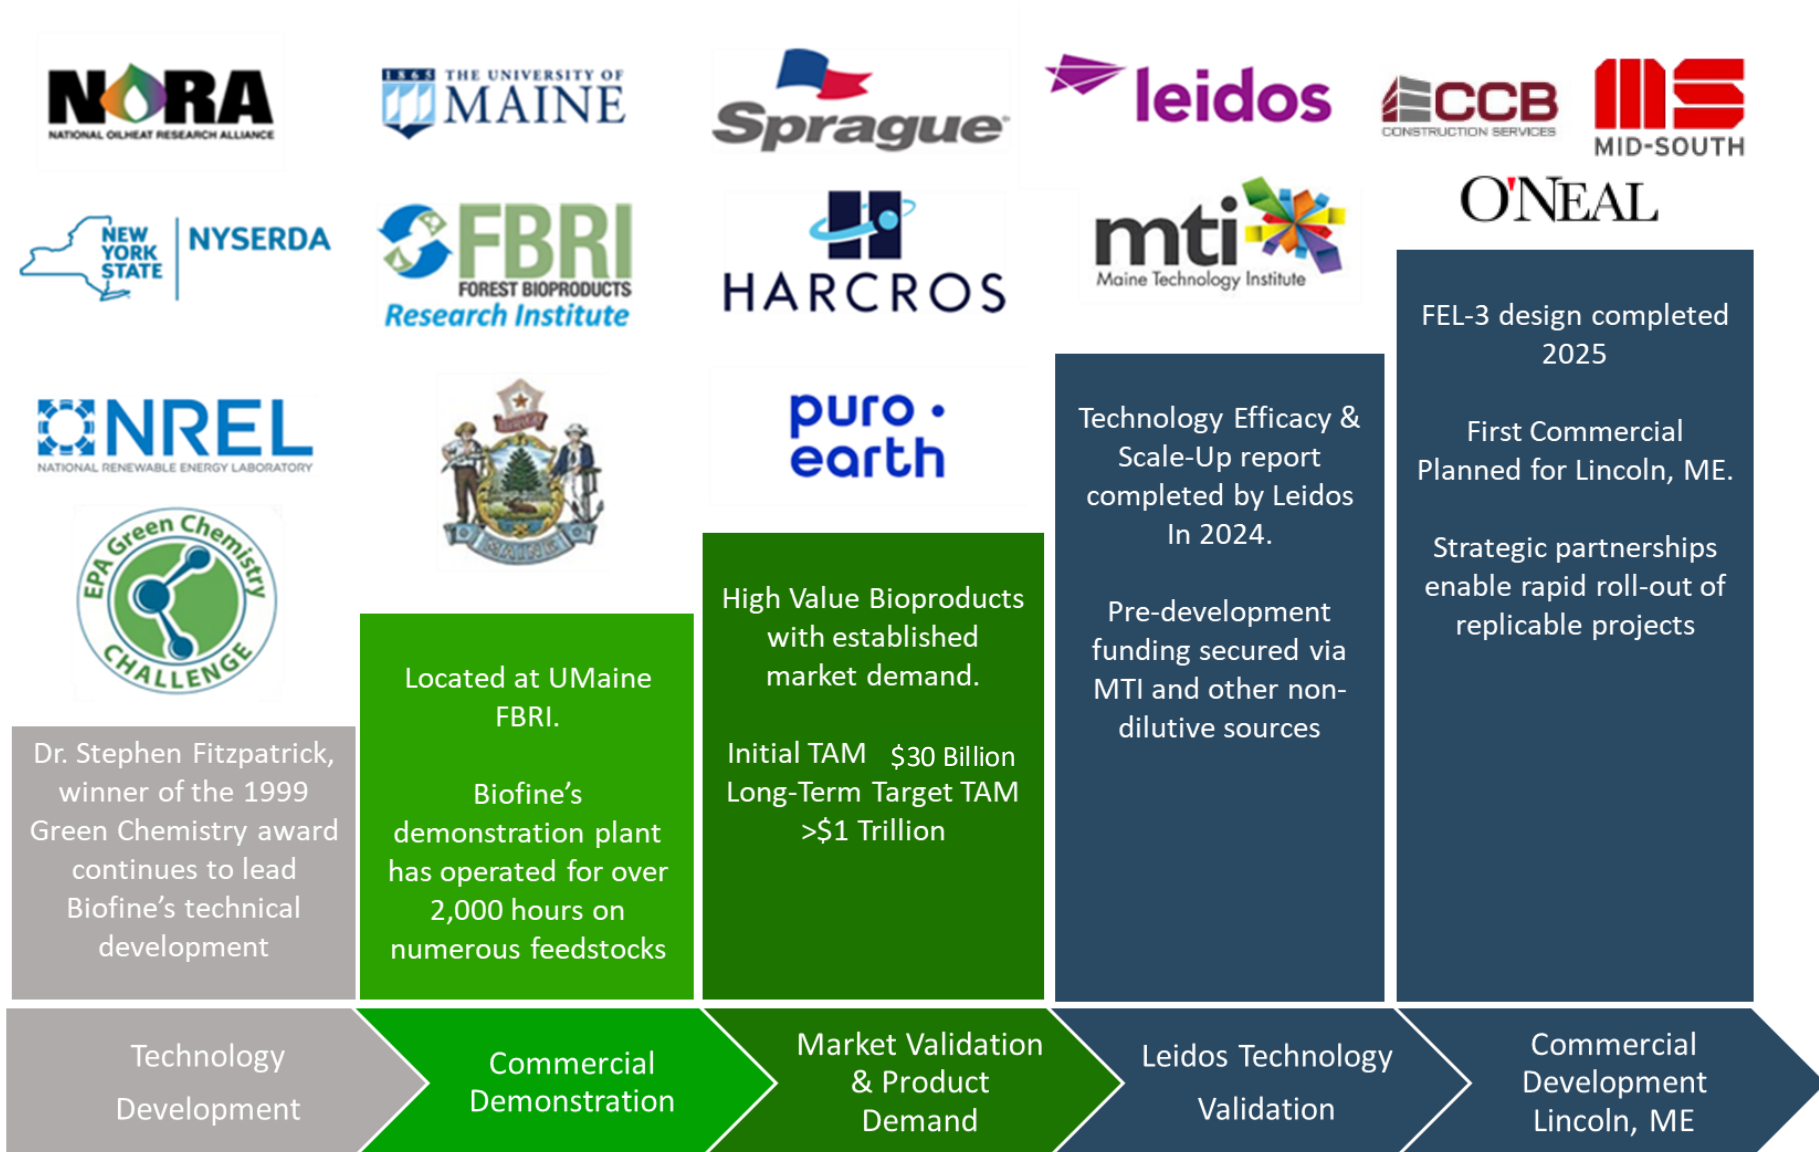 NORA
NATIONAL OILHEAT RESEARCH ALLIANCE
NEW
YORK
STATE
NYSERDA
NREL
NATIONAL RENEWABLE ENERGY LABORATORY
EPA Green Chemistry
CHALLENGE
Dr. Stephen Fitzpatrick,
winner of the 1999
Green Chemistry award
continues to lead
Biofine’s technical
development
Technology
Development
1865 THE UNIVERSITY OF
MAINE
FBRI
FOREST BIOPRODUCTS
Research Institute
MAINE
Located at UMaine
FBRI.
Biofine’s
demonstration plant
has operated for over
2,000 hours on
numerous feedstocks
Commercial
Demonstration
Sprague
HARCROS
puro
earth
High Value Bioproducts
with established
market demand.
Initial TAM $30 Billion
Long-Term Target TAM
>$1 Trillion
Market Validation
& Product
Demand
leidos
mti
Maine Technology Institute
Technology Efficacy &
Scale-Up report
completed by Leidos
In 2024.
Pre-development
funding secured via
MTI and other non-
dilutive sources
Leidos Technology
Validation
CCB
CONSTRUCTION SERVICES
MS
MID-SOUTH
O'NEAL
FEL-3 design completed
2025
First Commercial
Planned for Lincoln, ME.
Strategic partnerships
enable rapid roll-out of
replicable projects
Commercial
Development
Lincoln, ME